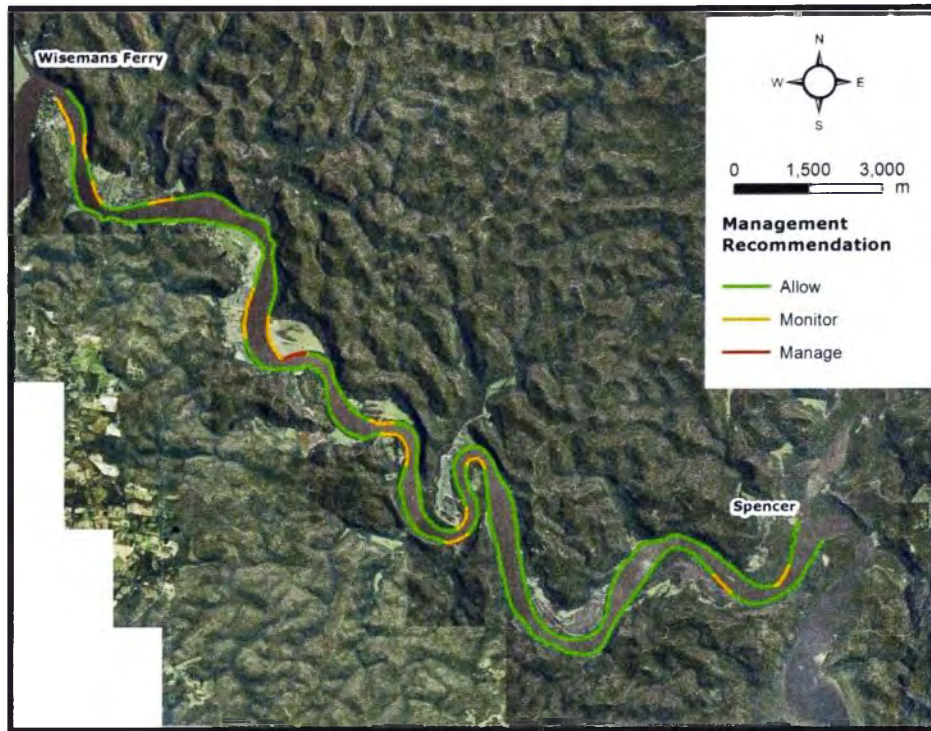 Wisemans Ferry
N
W E
S
0 1,500 3,000
m
Management
Recommendation
Allow
Monitor
Manage
Spencer